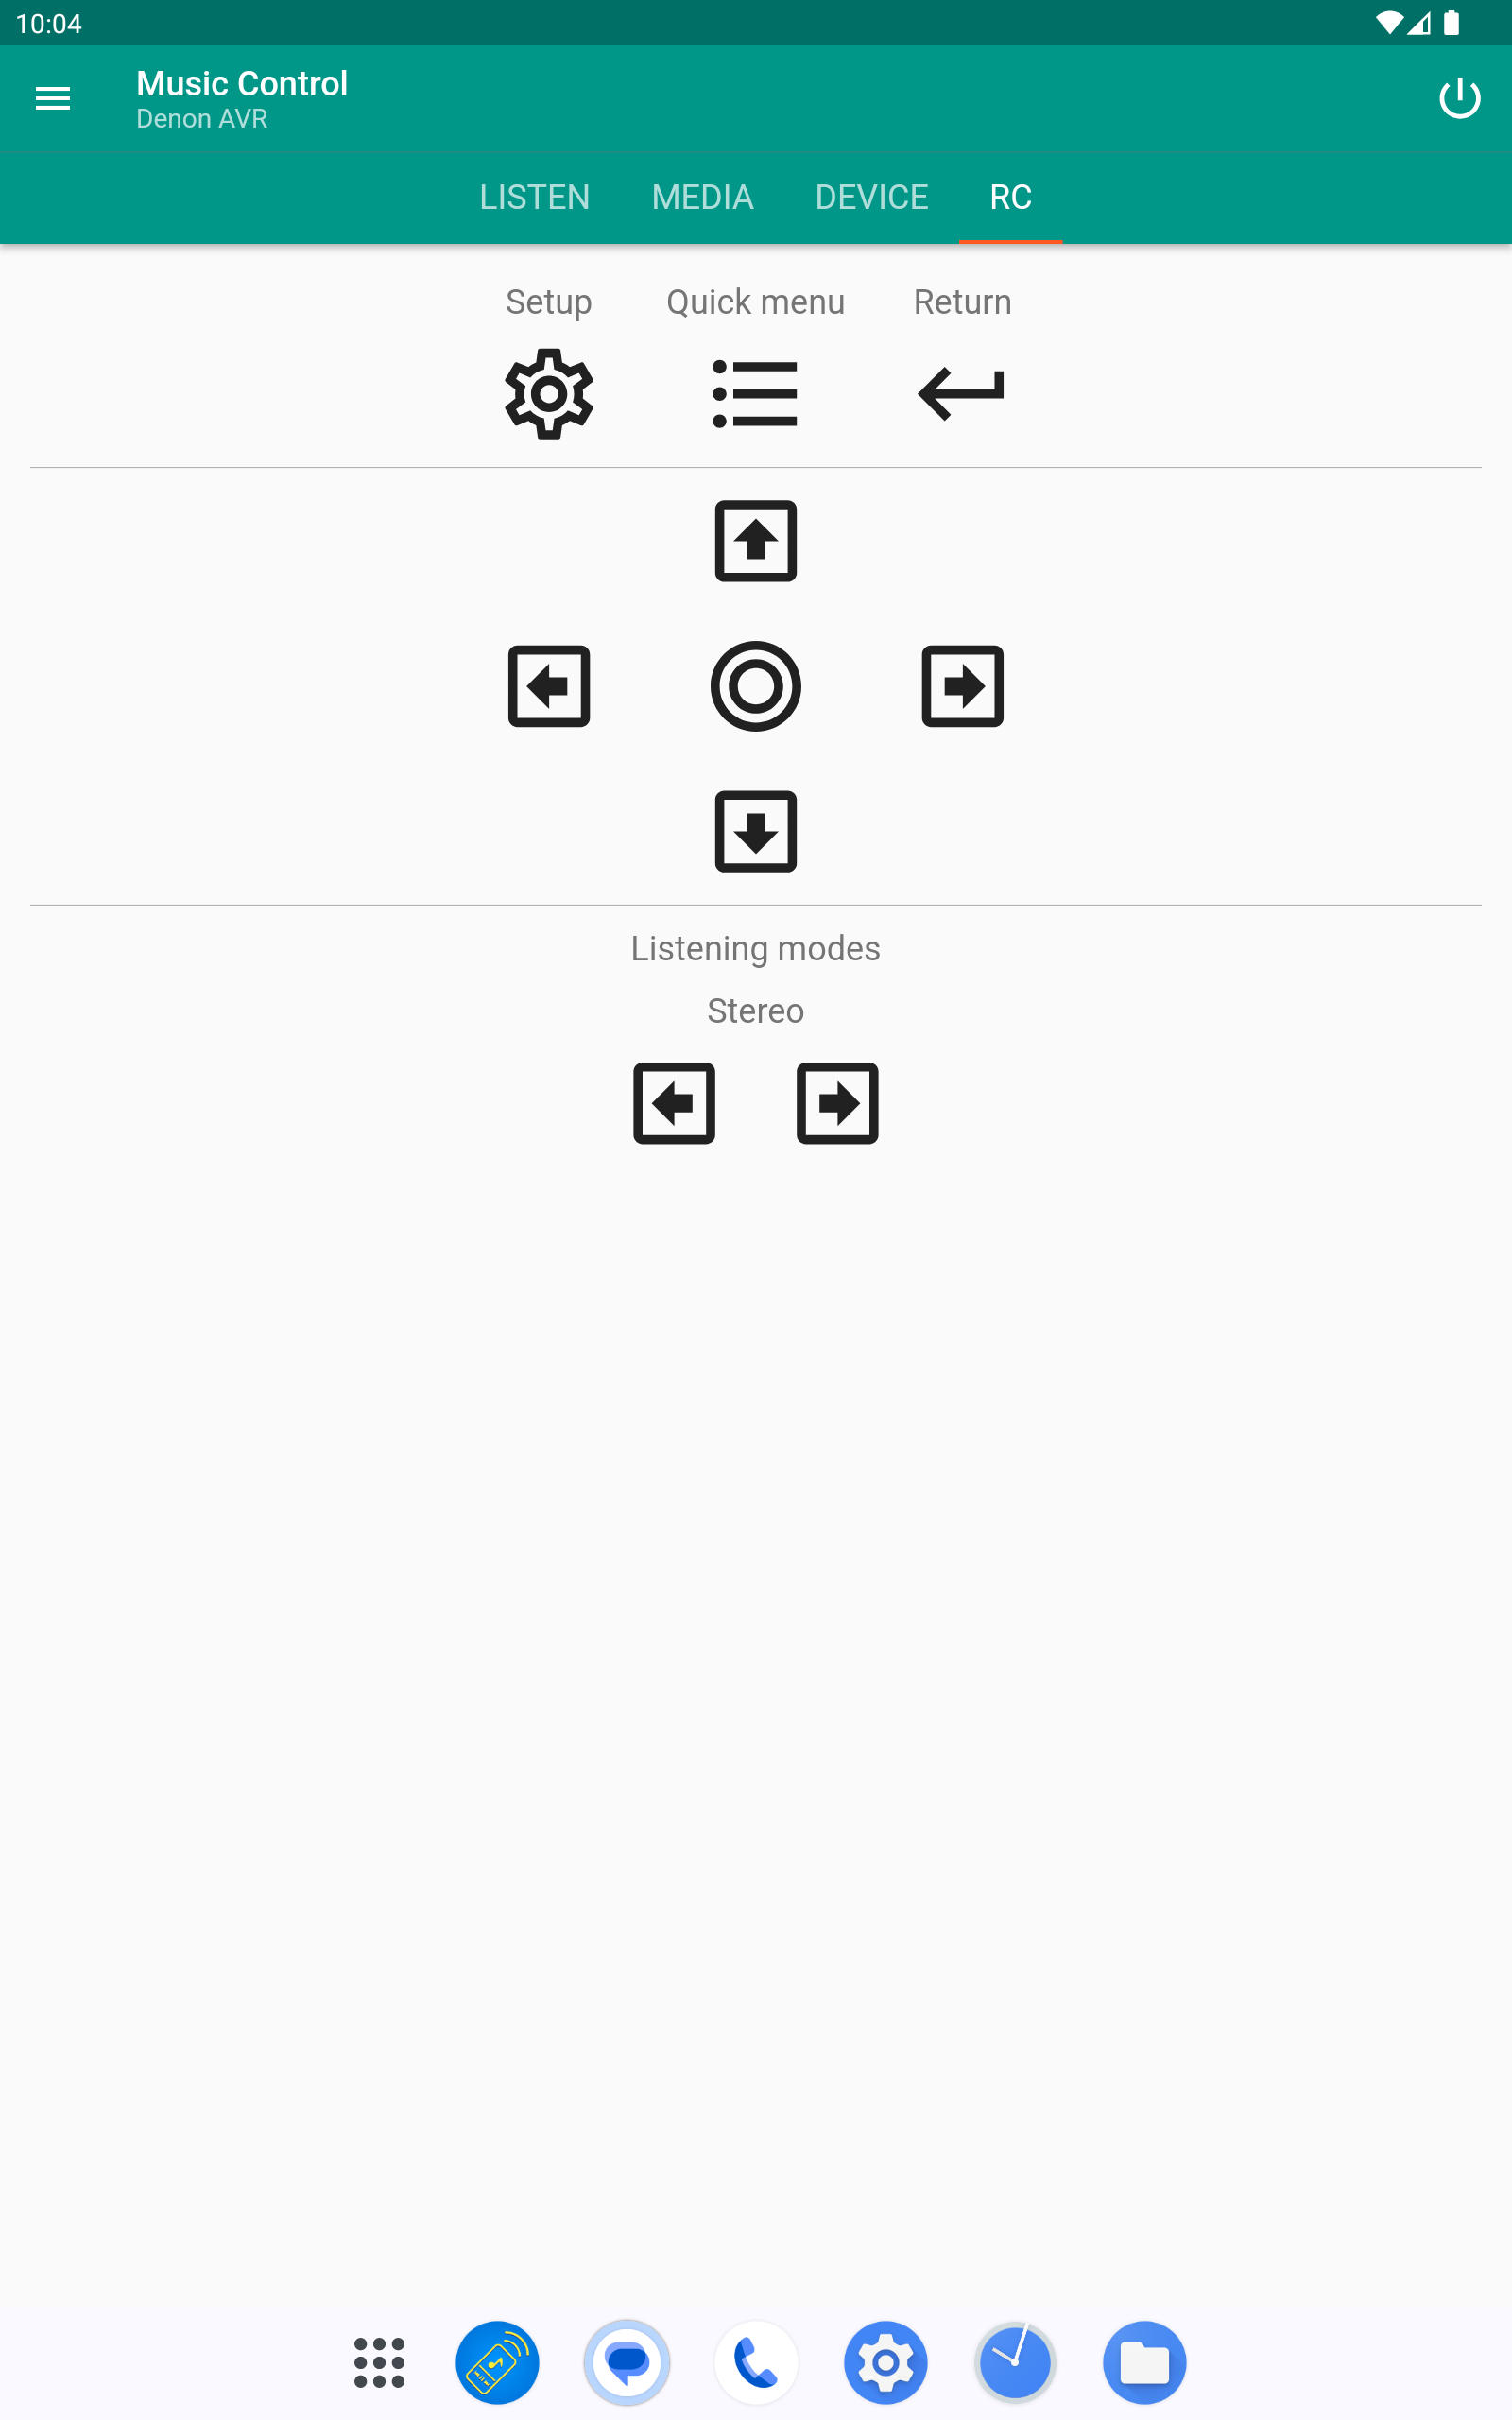 10:04
Music Control
Denon AVR
LISTEN MEDIA DEVICE RC
Setup Quick menu Return
Listening modes
Stereo